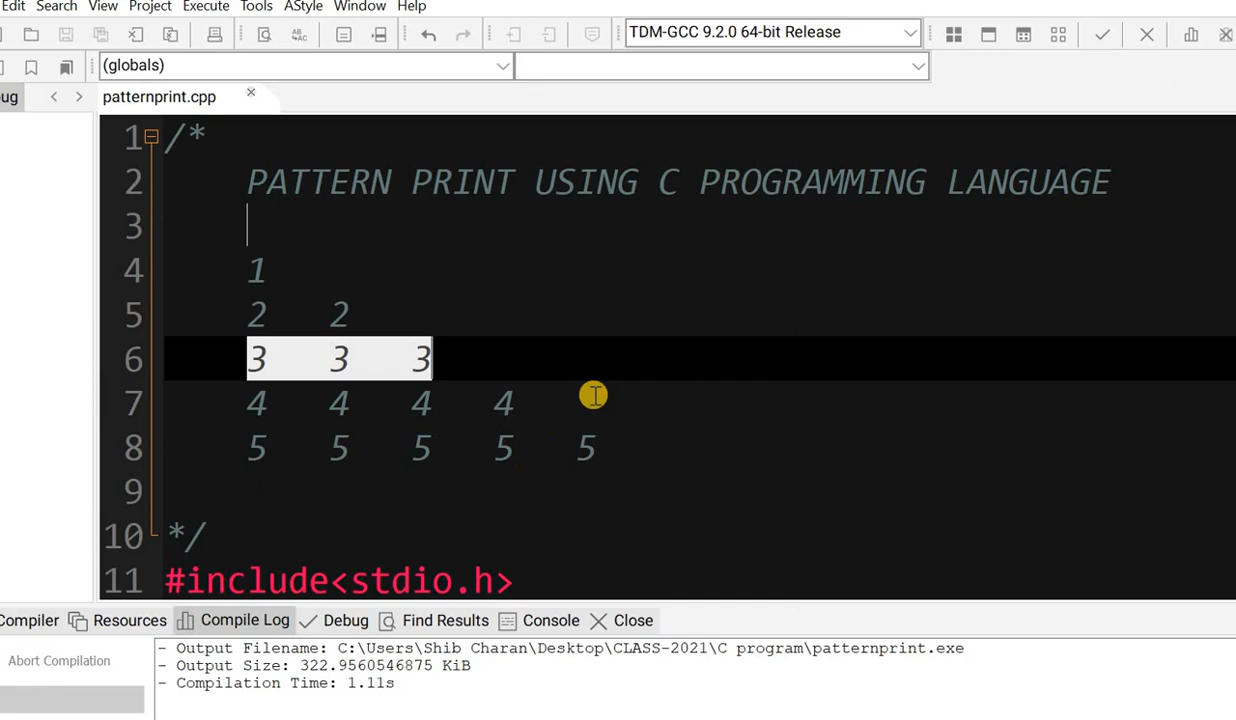 Edit Search View Project Execute Tools AStyle Window Help
TDM-GCC 9.2.0 64-bit Release
(globals)
patternprint.cpp
1 /*
2 PATTERN PRINT USING C PROGRAMMING LANGUAGE
3
4 1
5 2 2
6 3 3 3
7 4 4 4 4
8 5 5 5 5 5
9
10 */
11 #include<stdio.h>
Compiler Resources Compile Log Debug Find Results Console Close
Abort Compilation
- Output Filename: C:\Users\Shib Charan\Desktop\CLASS-2021\C program\patternprint.exe
- Output Size: 322.9560546875 KiB
- Compilation Time: 1.11s